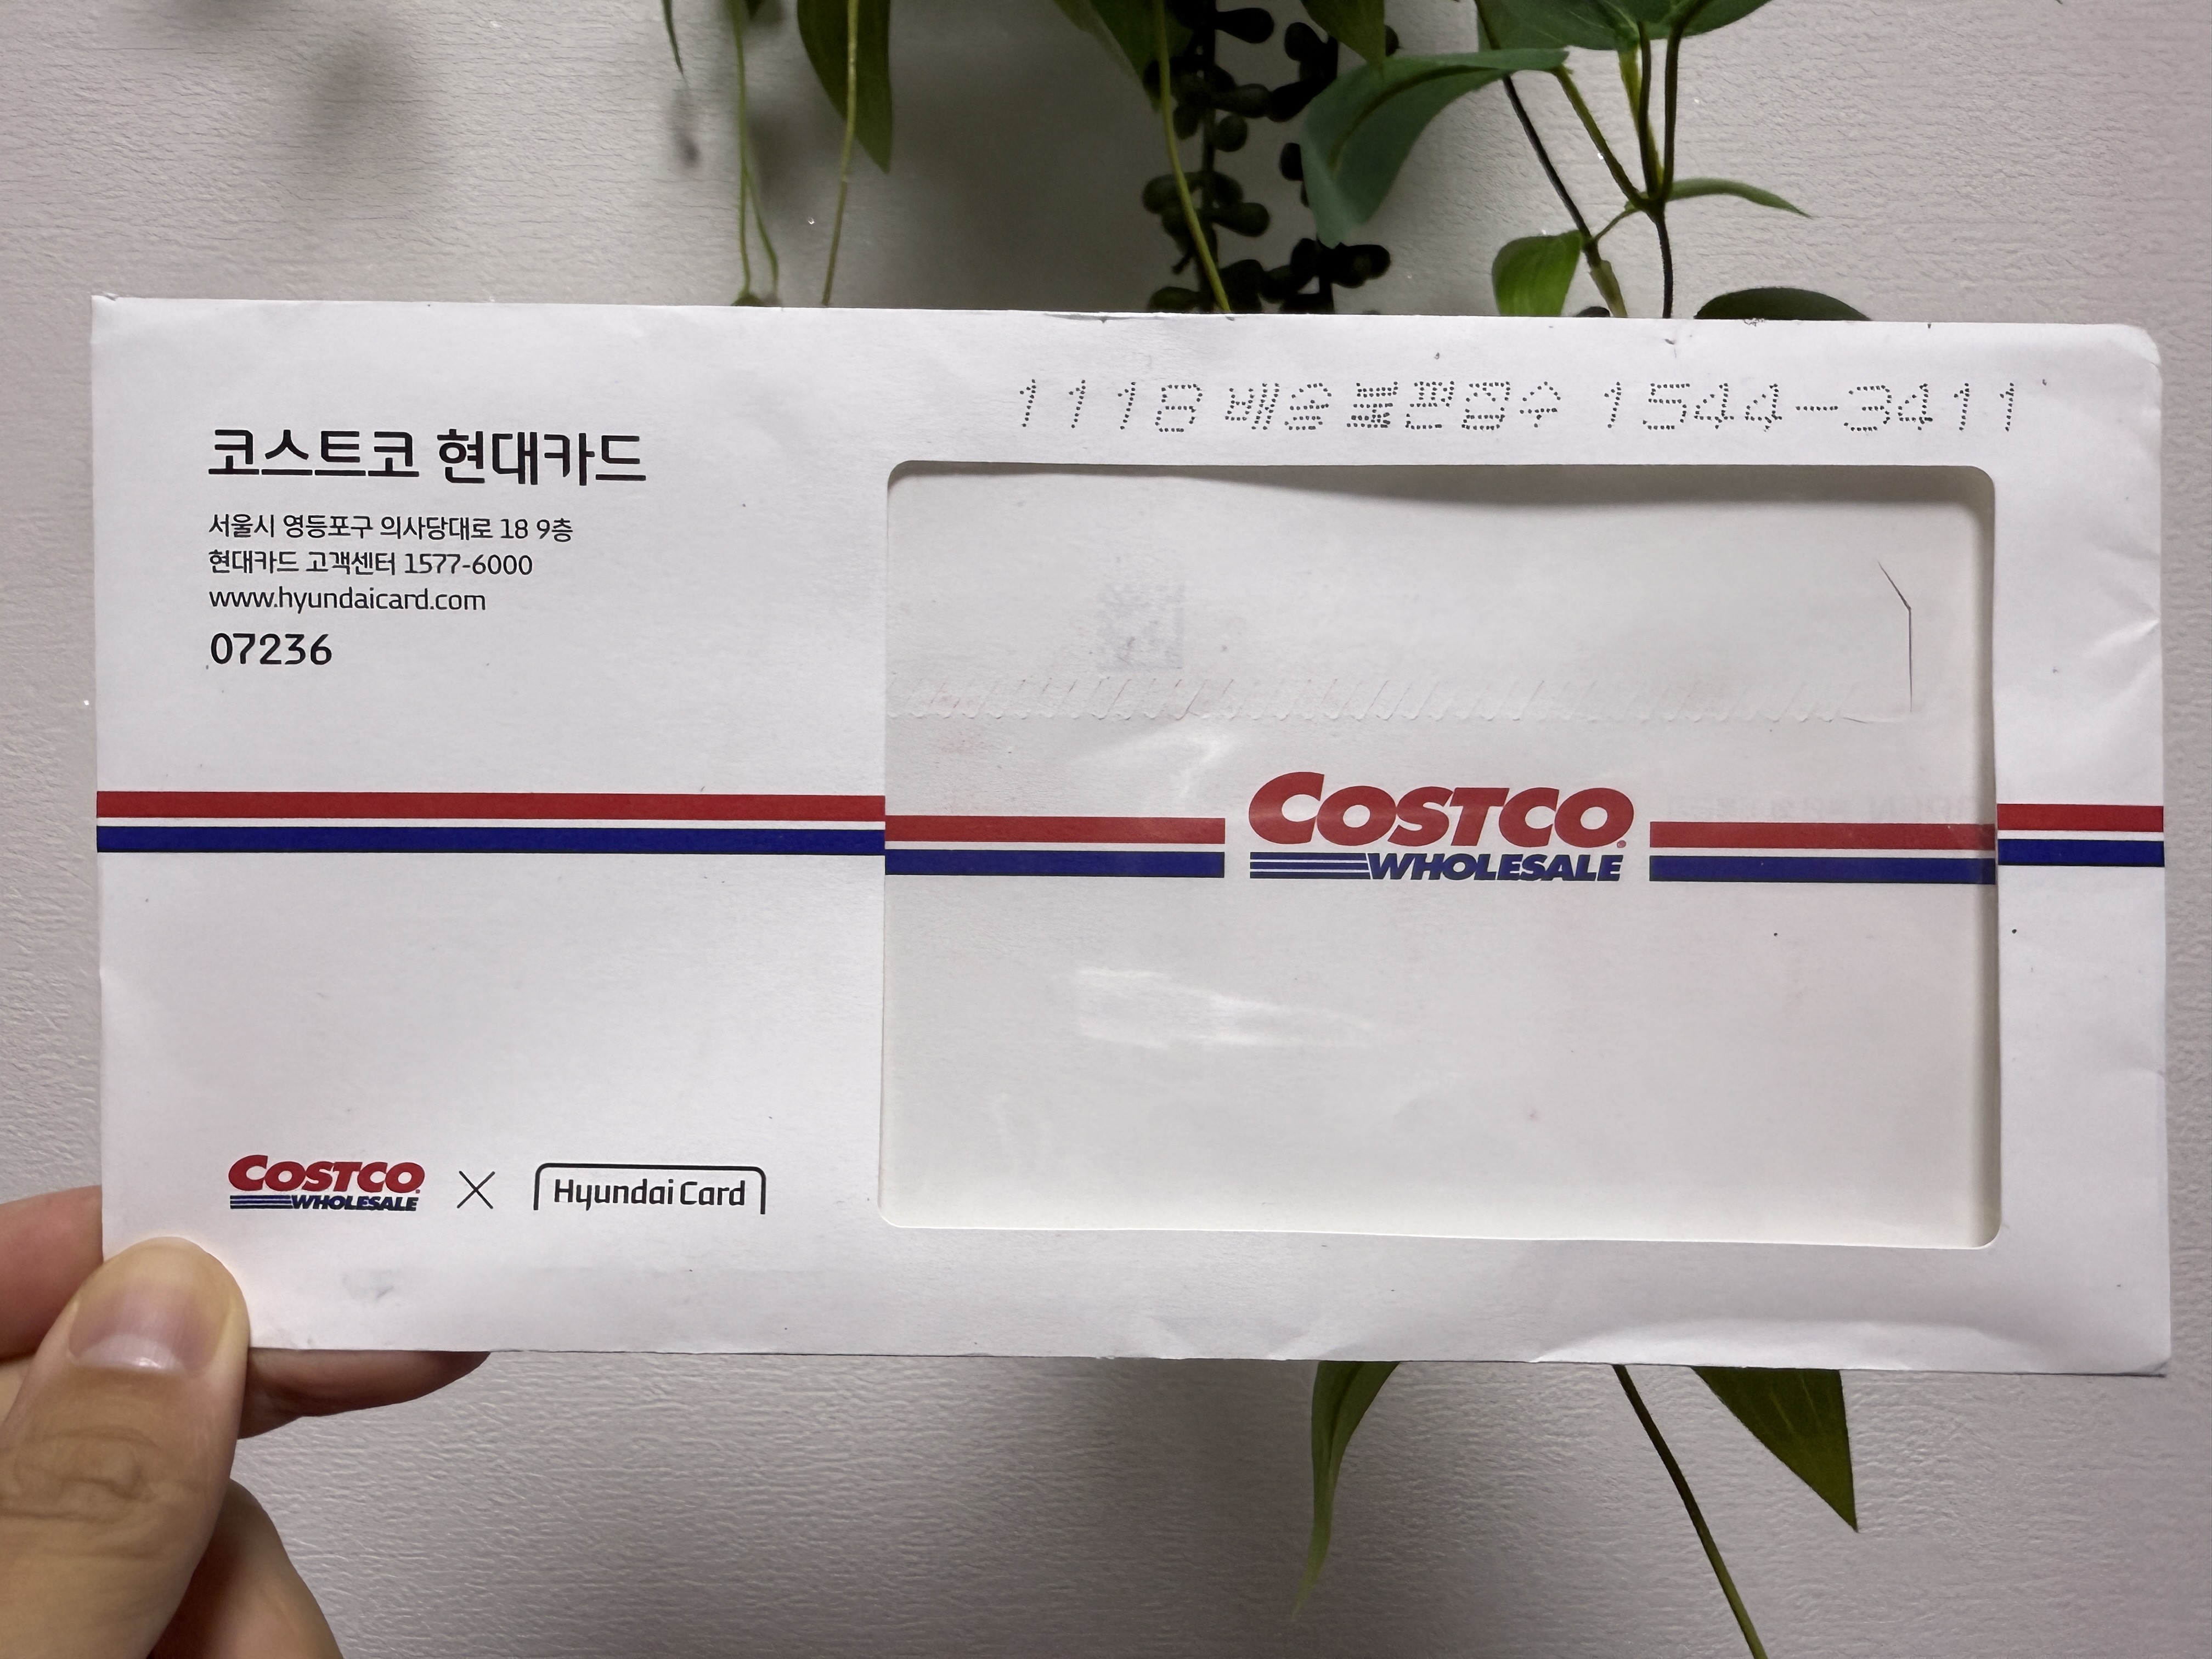 1118 배송불편접수 1544-3411
코스트코 현대카드
서울시 영등포구 의사당대로 18 9층
현대카드 고객센터 1577-6000
www.hyundaicard.com
07236
COSTCO
WHOLESALE
COSTCO
WHOLESALE
×
Hyundai Card